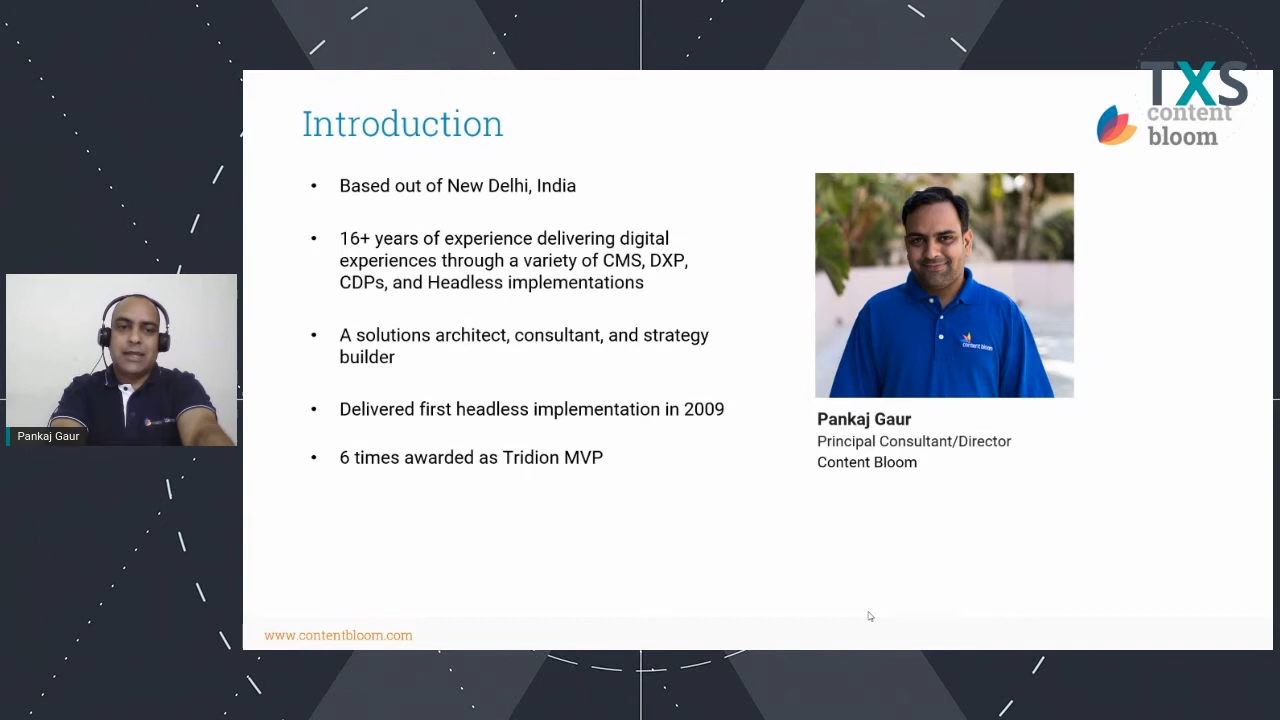 TXS
content
bloom
Introduction
• Based out of New Delhi, India
• 16+ years of experience delivering digital
experiences through a variety of CMS, DXP,
CDPs, and Headless implementations
• A solutions architect, consultant, and strategy
builder
• Delivered first headless implementation in 2009
• 6 times awarded as Tridion MVP
Content bloom
Pankaj Gaur
Principal Consultant/Director
Content Bloom
Pankaj Gaur
www.contentbloom.com